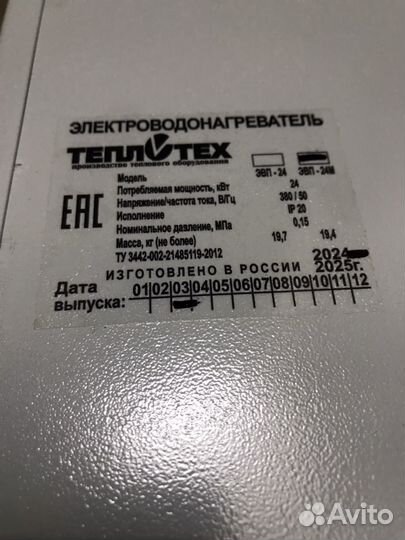 ЭЛЕКТРОВОДОНАГРЕВАТЕЛЬ
ТЕПЛОТЕХ
производство теплового оборудования
ЭВП - 24 ЭВП - 24М
Модель
Потребляемая мощность, кВт 24
Напряжение/частота тока, В/Гц 380 / 50
Исполнение IP 20
Номинальное давление, МПа 0,15
Масса, кг (не более) 19,7 19,4
ТУ 3442-002-21485119-2012
EAC
2024
ИЗГОТОВЛЕНО В РОССИИ 2025г.
Дата выпуска: 01 02 03 04 05 06 07 08 09 10 11 12
Avito